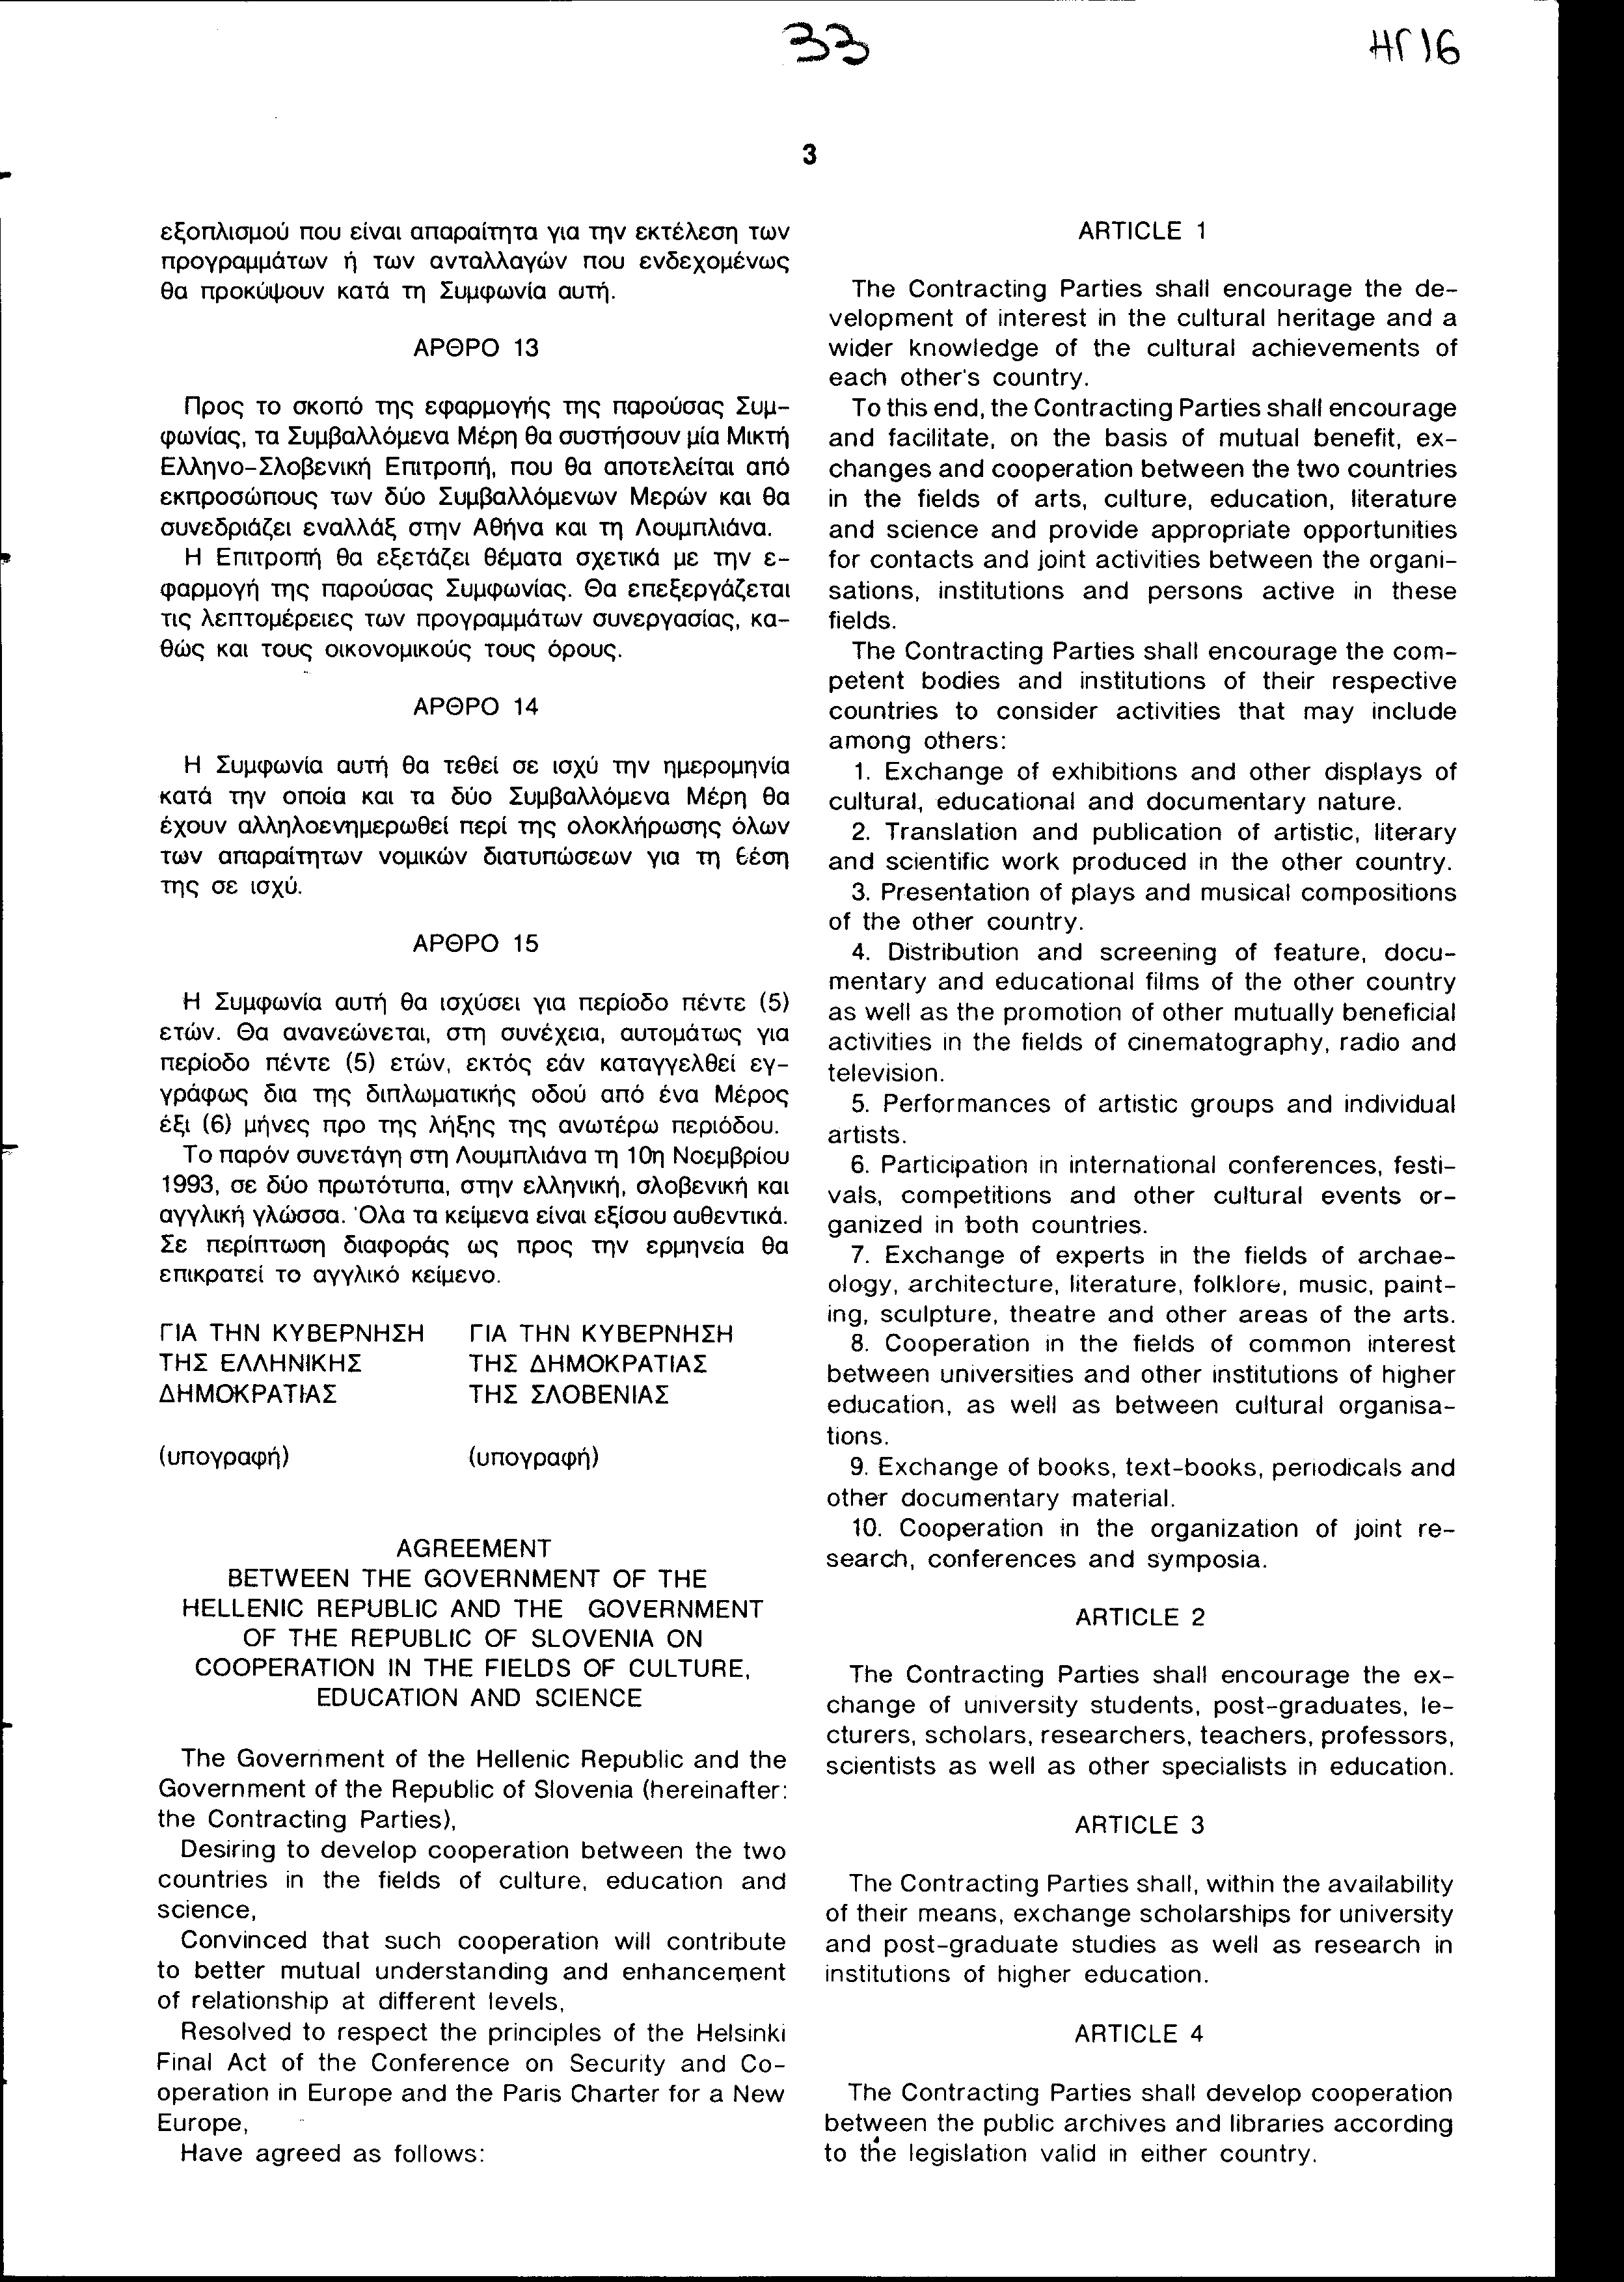 33
ΗΓ16
3
εξοπλισμού που είναι απαραίτητα για την εκτέλεση των
προγραμμάτων ή των ανταλλαγών που ενδεχομένως
θα προκύψουν κατά τη Συμφωνία αυτή.
ΑΡΘΡΟ 13
Προς το σκοπό της εφαρμογής της παρούσας Συμ-
φωνίας, τα Συμβαλλόμενα Μέρη θα συστήσουν μία Μικτή
Ελληνο-Σλοβενική Επιτροπή, που θα αποτελείται από
εκπροσώπους των δύο Συμβαλλόμενων Μερών και θα
συνεδριάζει εναλλάξ στην Αθήνα και τη Λουμπλιάνα.
Η Επιτροπή θα εξετάζει θέματα σχετικά με την ε-
φαρμογή της παρούσας Συμφωνίας. Θα επεξεργάζεται
τις λεπτομέρειες των προγραμμάτων συνεργασίας, κα-
θώς και τους οικονομικούς τους όρους.
ΑΡΘΡΟ 14
Η Συμφωνία αυτή θα τεθεί σε ισχύ την ημερομηνία
κατά την οποία και τα δύο Συμβαλλόμενα Μέρη θα
έχουν αλληλοενημερωθεί περί της ολοκλήρωσης όλων
των απαραίτητων νομικών διατυπώσεων για τη θέση
της σε ισχύ.
ΑΡΘΡΟ 15
Η Συμφωνία αυτή θα ισχύσει για περίοδο πέντε (5)
ετών. Θα ανανεώνεται, στη συνέχεια, αυτομάτως για
περίοδο πέντε (5) ετών, εκτός εάν καταγγελθεί εγ-
γράφως δια της διπλωματικής οδού από ένα Μέρος
έξι (6) μήνες προ της λήξης της ανωτέρω περιόδου.
Το παρόν συνετάγη στη Λουμπλιάνα τη 10η Νοεμβρίου
1993, σε δύο πρωτότυπα, στην ελληνική, σλοβενική και
αγγλική γλώσσα. Όλα τα κείμενα είναι εξίσου αυθεντικά.
Σε περίπτωση διαφοράς ως προς την ερμηνεία θα
επικρατεί το αγγλικό κείμενο.
ΓΙΑ ΤΗΝ ΚΥΒΕΡΝΗΣΗ ΓΙΑ ΤΗΝ ΚΥΒΕΡΝΗΣΗ
ΤΗΣ ΕΛΛΗΝΙΚΗΣ ΤΗΣ ΔΗΜΟΚΡΑΤΙΑΣ
ΔΗΜΟΚΡΑΤΙΑΣ ΤΗΣ ΣΛΟΒΕΝΙΑΣ
(υπογραφή) (υπογραφή)
AGREEMENT
BETWEEN THE GOVERNMENT OF THE
HELLENIC REPUBLIC AND THE GOVERNMENT
OF THE REPUBLIC OF SLOVENIA ON
COOPERATION IN THE FIELDS OF CULTURE,
EDUCATION AND SCIENCE
The Government of the Hellenic Republic and the
Government of the Republic of Slovenia (hereinafter:
the Contracting Parties),
Desiring to develop cooperation between the two
countries in the fields of culture, education and
science,
Convinced that such cooperation will contribute
to better mutual understanding and enhancement
of relationship at different levels,
Resolved to respect the principles of the Helsinki
Final Act of the Conference on Security and Co-
operation in Europe and the Paris Charter for a New
Europe,
Have agreed as follows:
ARTICLE 1
The Contracting Parties shall encourage the de-
velopment of interest in the cultural heritage and a
wider knowledge of the cultural achievements of
each other's country.
To this end, the Contracting Parties shall encourage
and facilitate, on the basis of mutual benefit, ex-
changes and cooperation between the two countries
in the fields of arts, culture, education, literature
and science and provide appropriate opportunities
for contacts and joint activities between the organi-
sations, institutions and persons active in these
fields.
The Contracting Parties shall encourage the com-
petent bodies and institutions of their respective
countries to consider activities that may include
among others:
1. Exchange of exhibitions and other displays of
cultural, educational and documentary nature.
2. Translation and publication of artistic, literary
and scientific work produced in the other country.
3. Presentation of plays and musical compositions
of the other country.
4. Distribution and screening of feature, docu-
mentary and educational films of the other country
as well as the promotion of other mutually beneficial
activities in the fields of cinematography, radio and
television.
5. Performances of artistic groups and individual
artists.
6. Participation in international conferences, festi-
vals, competitions and other cultural events or-
ganized in both countries.
7. Exchange of experts in the fields of archae-
ology, architecture, literature, folklore, music, paint-
ing, sculpture, theatre and other areas of the arts.
8. Cooperation in the fields of common interest
between universities and other institutions of higher
education, as well as between cultural organisa-
tions.
9. Exchange of books, text-books, periodicals and
other documentary material.
10. Cooperation in the organization of joint re-
search, conferences and symposia.
ARTICLE 2
The Contracting Parties shall encourage the ex-
change of university students, post-graduates, le-
cturers, scholars, researchers, teachers, professors,
scientists as well as other specialists in education.
ARTICLE 3
The Contracting Parties shall, within the availability
of their means, exchange scholarships for university
and post-graduate studies as well as research in
institutions of higher education.
ARTICLE 4
The Contracting Parties shall develop cooperation
between the public archives and libraries according
to the legislation valid in either country.